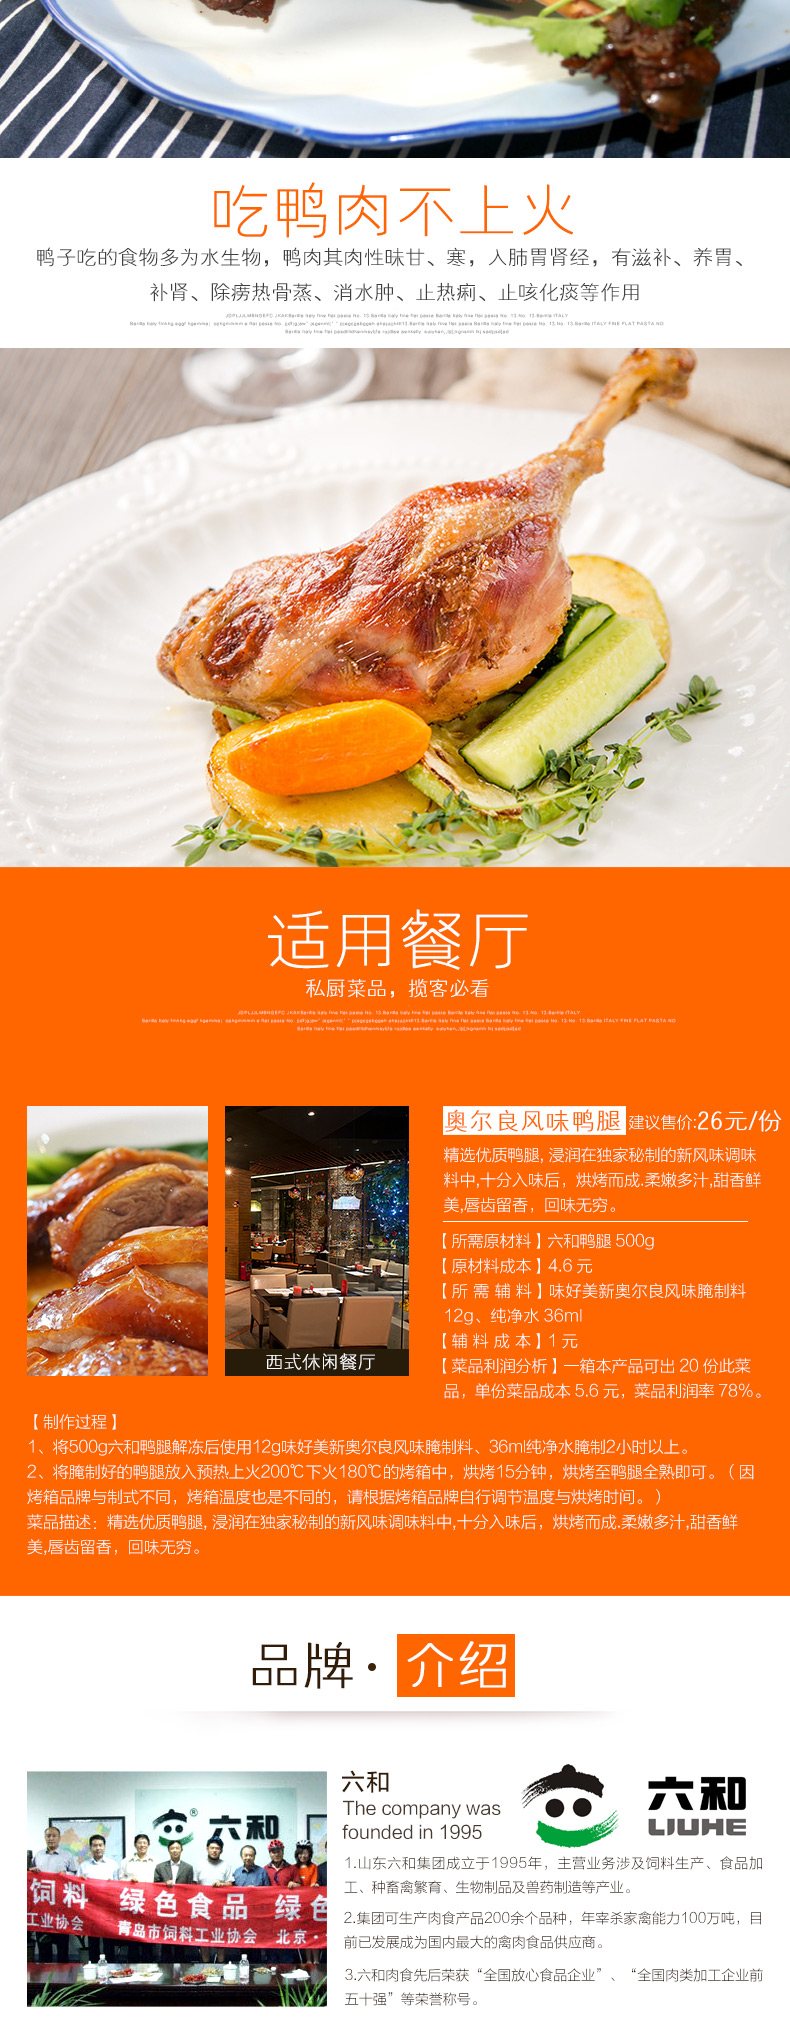 吃鸭肉不上火
鸭子吃的食物多为水生物，鸭肉其肉性味甘、寒，入肺胃肾经，有滋补、养胃、
补肾、除痨热骨蒸、消水肿、止热痢、止咳化痰等作用
适用餐厅
私厨菜品，揽客必看
奥尔良风味鸭腿 建议售价:26元/份
精选优质鸭腿, 浸润在独家秘制的新风味调味
料中,十分入味后，烘烤而成.柔嫩多汁,甜香鲜
美,唇齿留香，回味无穷。
【所需原材料】六和鸭腿 500g
【原材料成本】4.6 元
【所 需 辅 料】味好美新奥尔良风味腌制料
12g、纯净水 36ml
【辅 料 成 本】1 元
【菜品利润分析】一箱本产品可出 20 份此菜
品，单份菜品成本 5.6 元，菜品利润率 78%。
西式休闲餐厅
【制作过程】
1、将500g六和鸭腿解冻后使用12g味好美新奥尔良风味腌制料、36ml纯净水腌制2小时以上。
2、将腌制好的鸭腿放入预热上火200℃下火180℃的烤箱中，烘烤15分钟，烘烤至鸭腿全熟即可。（因
烤箱品牌与制式不同，烤箱温度也是不同的，请根据烤箱品牌自行调节温度与烘烤时间。）
菜品描述：精选优质鸭腿, 浸润在独家秘制的新风味调味料中,十分入味后，烘烤而成.柔嫩多汁,甜香鲜
美,唇齿留香，回味无穷。
品牌·介绍
六和
The company was
founded in 1995
六和
LIUHE
1.山东六和集团成立于1995年，主营业务涉及饲料生产、食品加
工、种畜禽繁育、生物制品及兽药制造等产业。
2.集团可生产肉食产品200余个品种，年宰杀家禽能力100万吨，目
前已发展成为国内最大的禽肉食品供应商。
3.六和肉食先后荣获“全国放心食品企业”、“全国肉类加工企业前
五十强”等荣誉称号。
®六和
饲料 绿色食品 绿色
工业协会 青岛市饲料工业协会 北京·